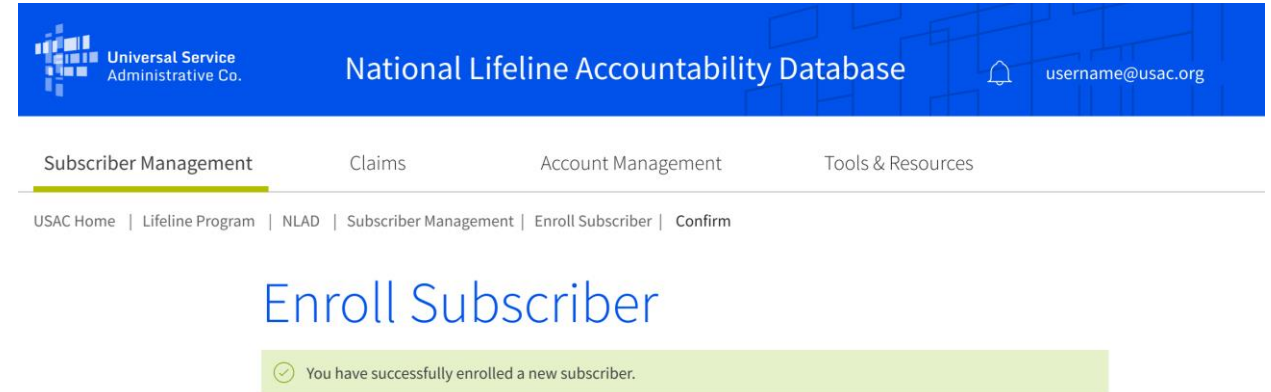 Universal Service
Administrative Co.
National Lifeline Accountability Database
username@usac.org
Subscriber Management Claims Account Management Tools & Resources
USAC Home | Lifeline Program | NLAD | Subscriber Management | Enroll Subscriber | Confirm
Enroll Subscriber
You have successfully enrolled a new subscriber.